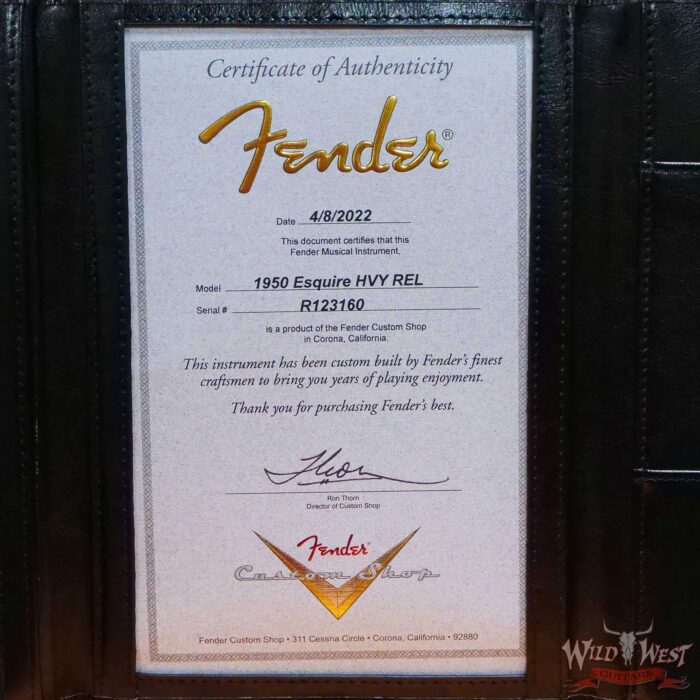 Certificate of Authenticity
Fender®
Date 4/8/2022
This document certifies that this
Fender Musical Instrument,
Model 1950 Esquire HVY REL
Serial # R123160
is a product of the Fender Custom Shop
in Corona, California.
This instrument has been custom built by Fender's finest
craftsmen to bring you years of playing enjoyment.
Thank you for purchasing Fender's best.
Ron Thorn
Director of Custom Shop
Fender®
Custom Shop
Fender Custom Shop • 311 Cessna Circle • Corona, California • 92880
WILD WEST
GUITARS